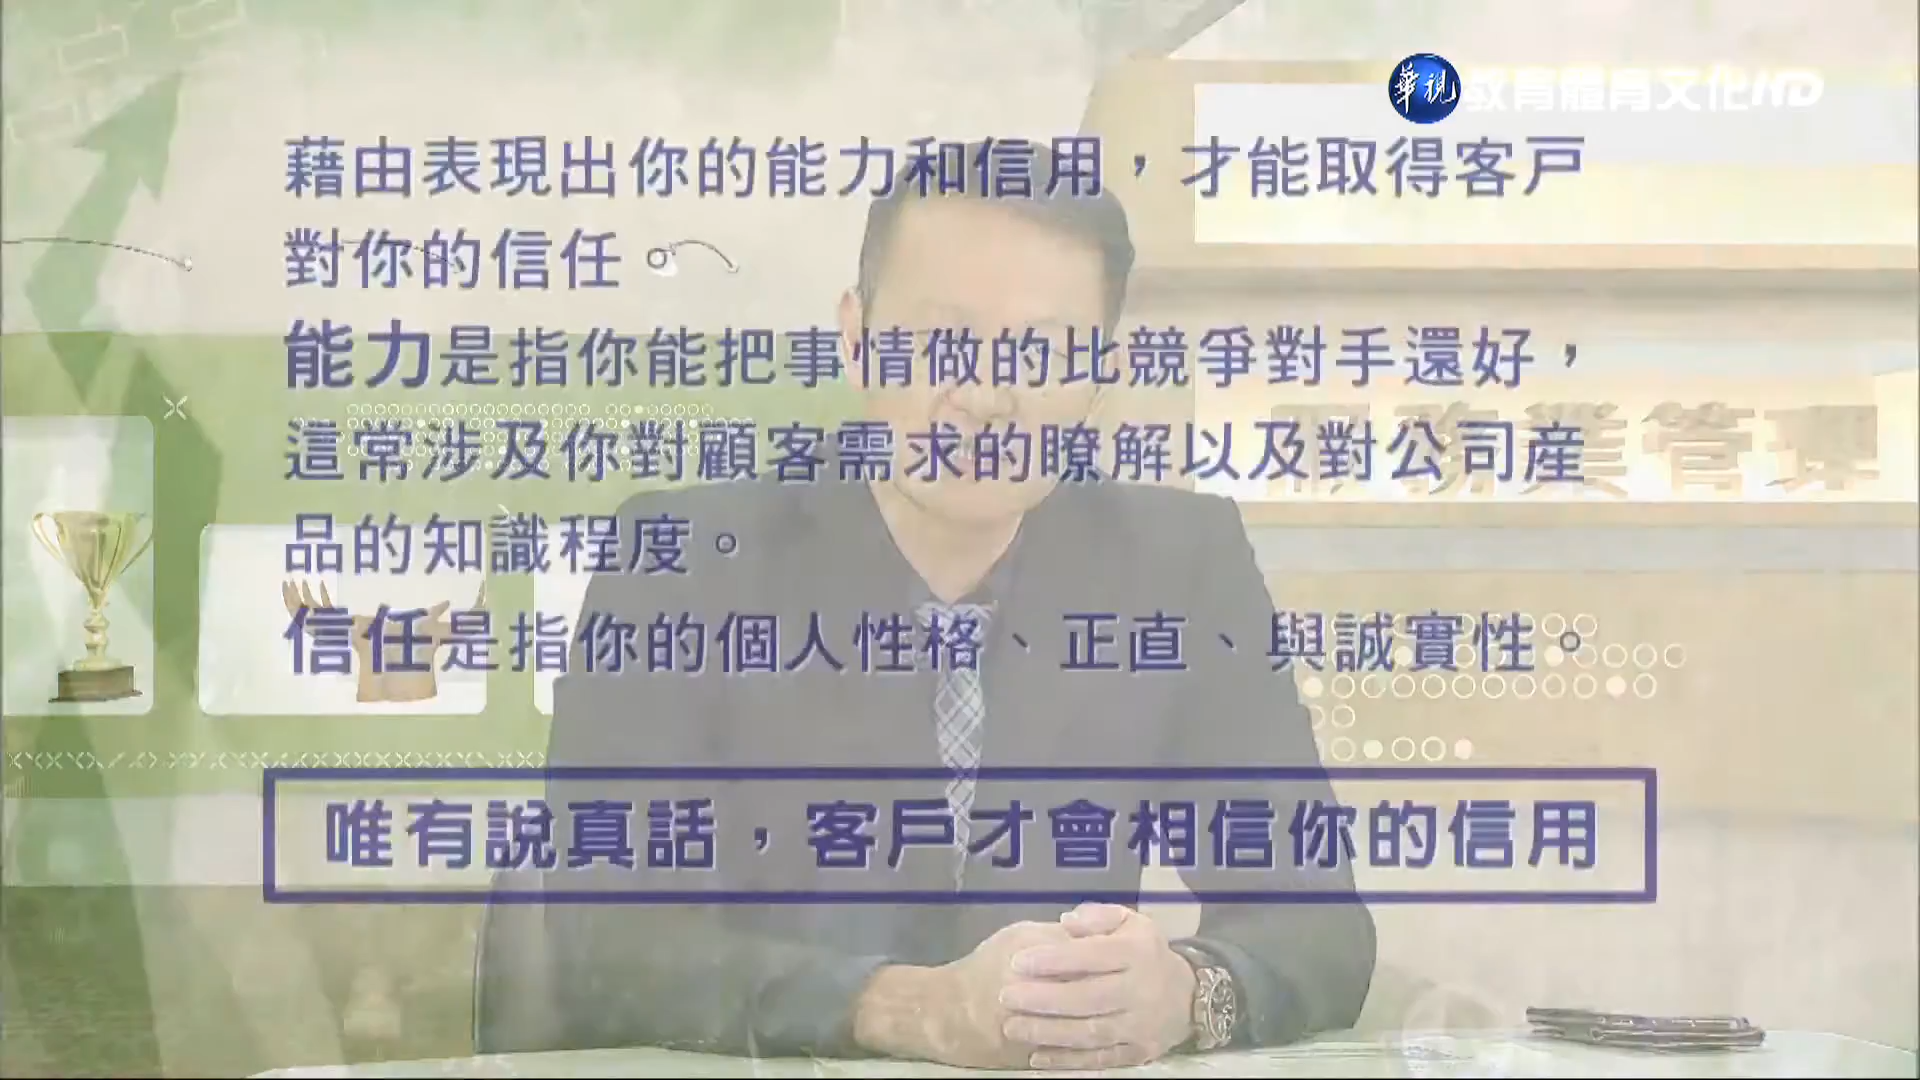 華視 教育體育文化HD
藉由表現出你的能力和信用，才能取得客戶
對你的信任。
能力是指你能把事情做的比競爭對手還好，
這常涉及你對顧客需求的瞭解以及對公司產
品的知識程度。
信任是指你的個人性格、正直、與誠實性。
唯有說真話，客戶才會相信你的信用
服務業管理